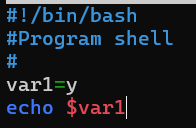 #!/bin/bash
#Program shell
#
var1=y
echo $var1